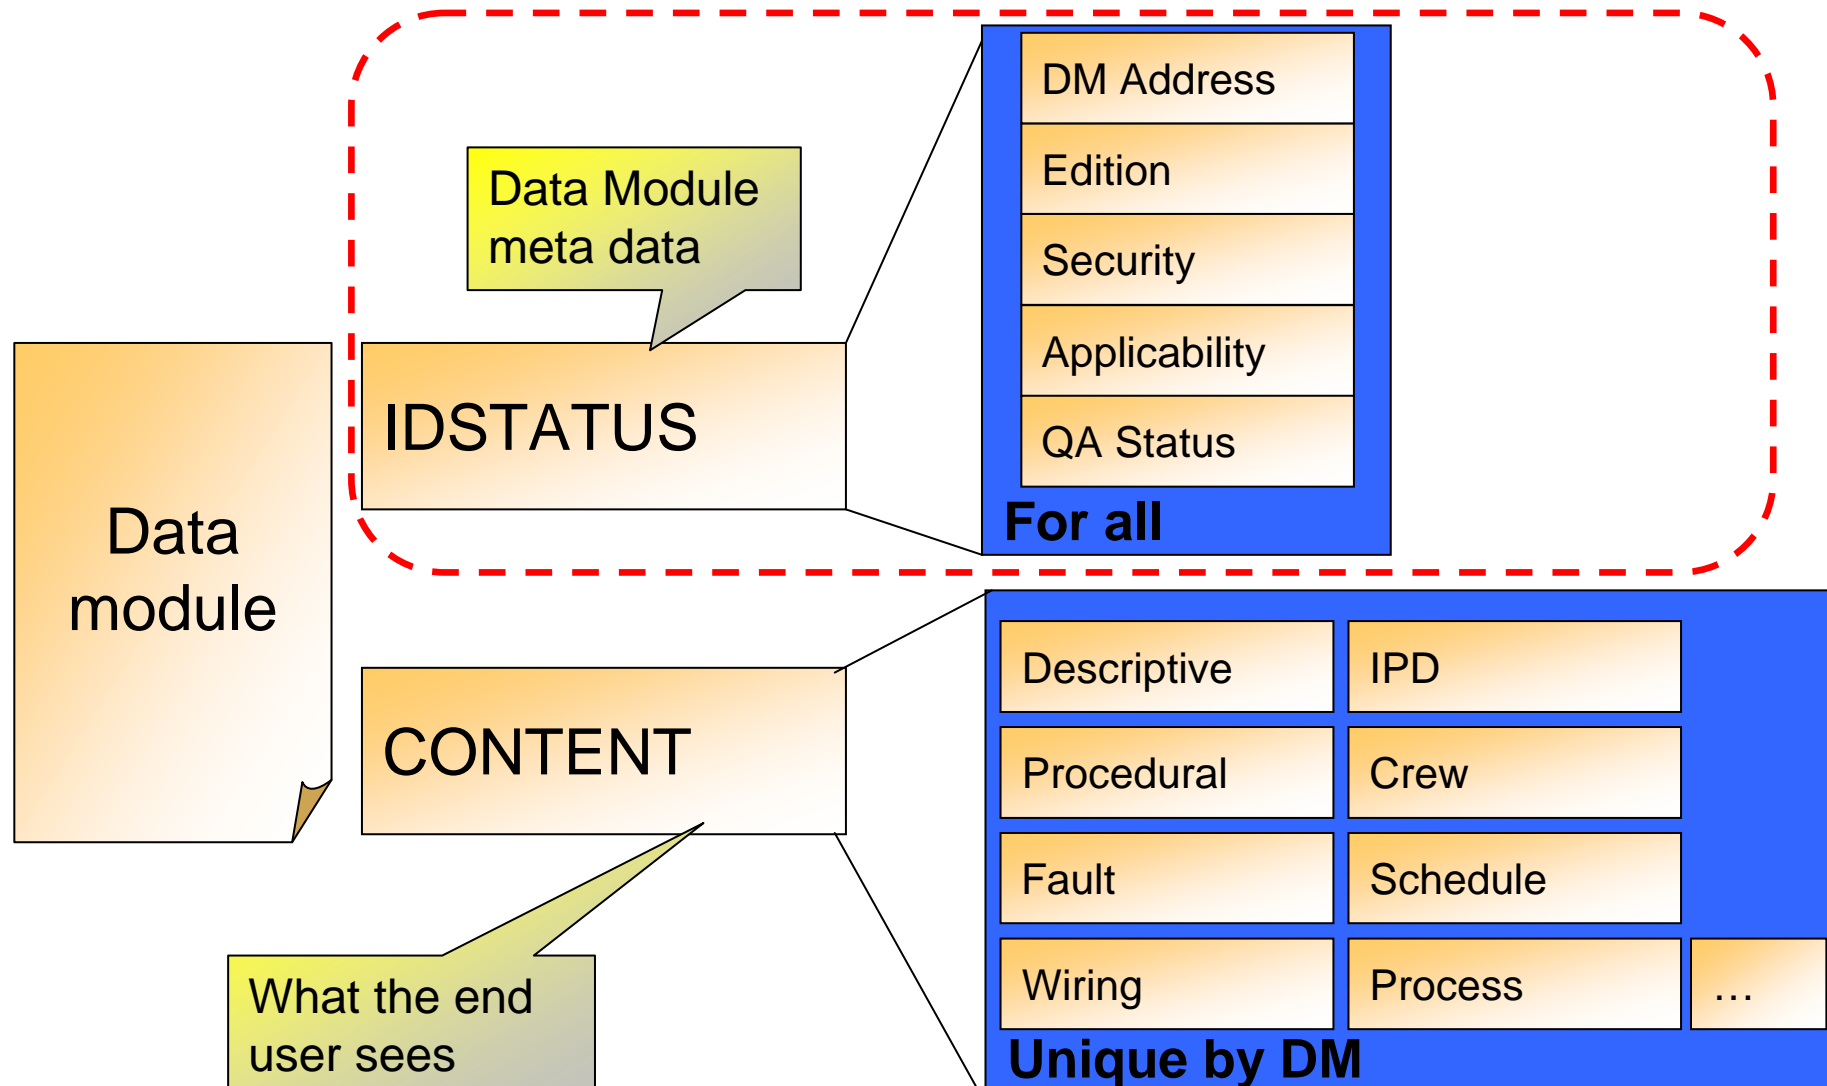 DM Address
Edition
Security
Applicability
QA Status
For all
Data Module
meta data
IDSTATUS
Data
module
CONTENT
What the end
user sees
Descriptive
IPD
Procedural
Crew
Fault
Schedule
Wiring
Process
...
Unique by DM